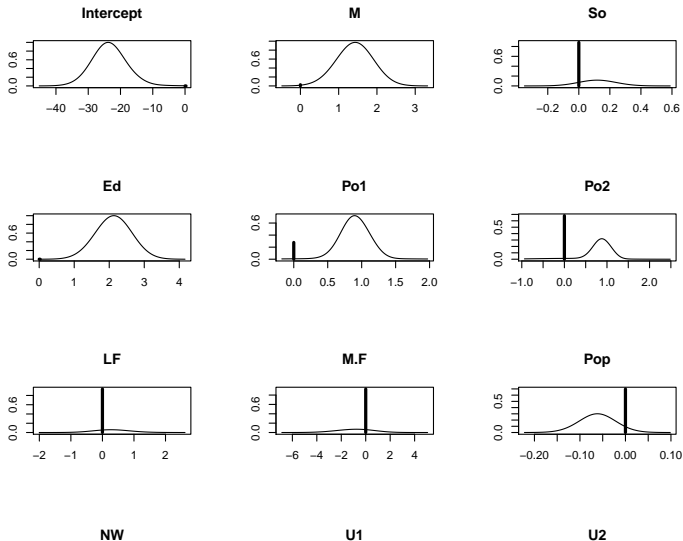 Intercept
M
So
0.0 0.6
−40 −30 −20 −10 0
0.0 0.6
0 1 2 3
0.0 0.6
−0.2 0.0 0.2 0.4 0.6
Ed
Po1
Po2
0.0 0.6
0 1 2 3 4
0.0 0.6
0.0 0.5 1.0 1.5 2.0
0.0 0.5
−1.0 0.0 1.0 2.0
LF
M.F
Pop
0.0 0.6
−2 −1 0 1 2
0.0 0.6
−6 −4 −2 0 2 4
0.0 0.5
−0.20 −0.10 0.00 0.10
NW
U1
U2